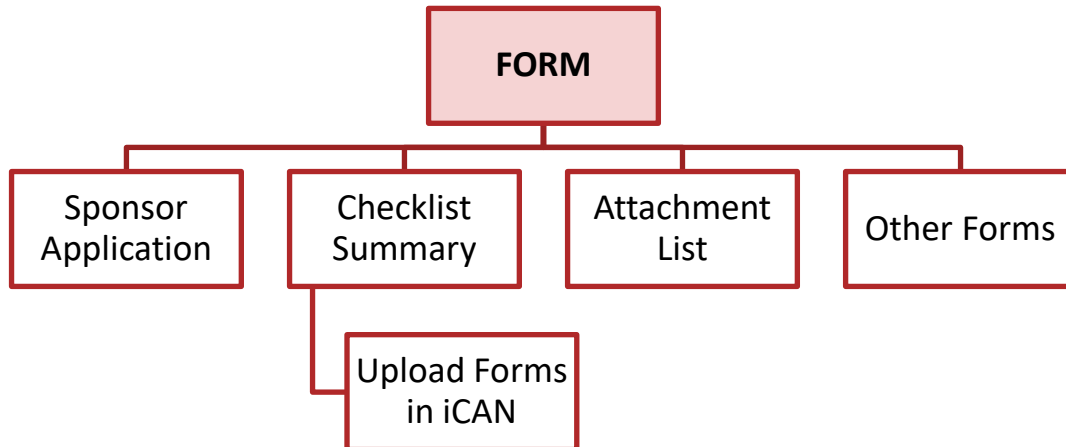 FORM
Sponsor
Application
Checklist
Summary
Attachment
List
Other Forms
Upload Forms
in iCAN